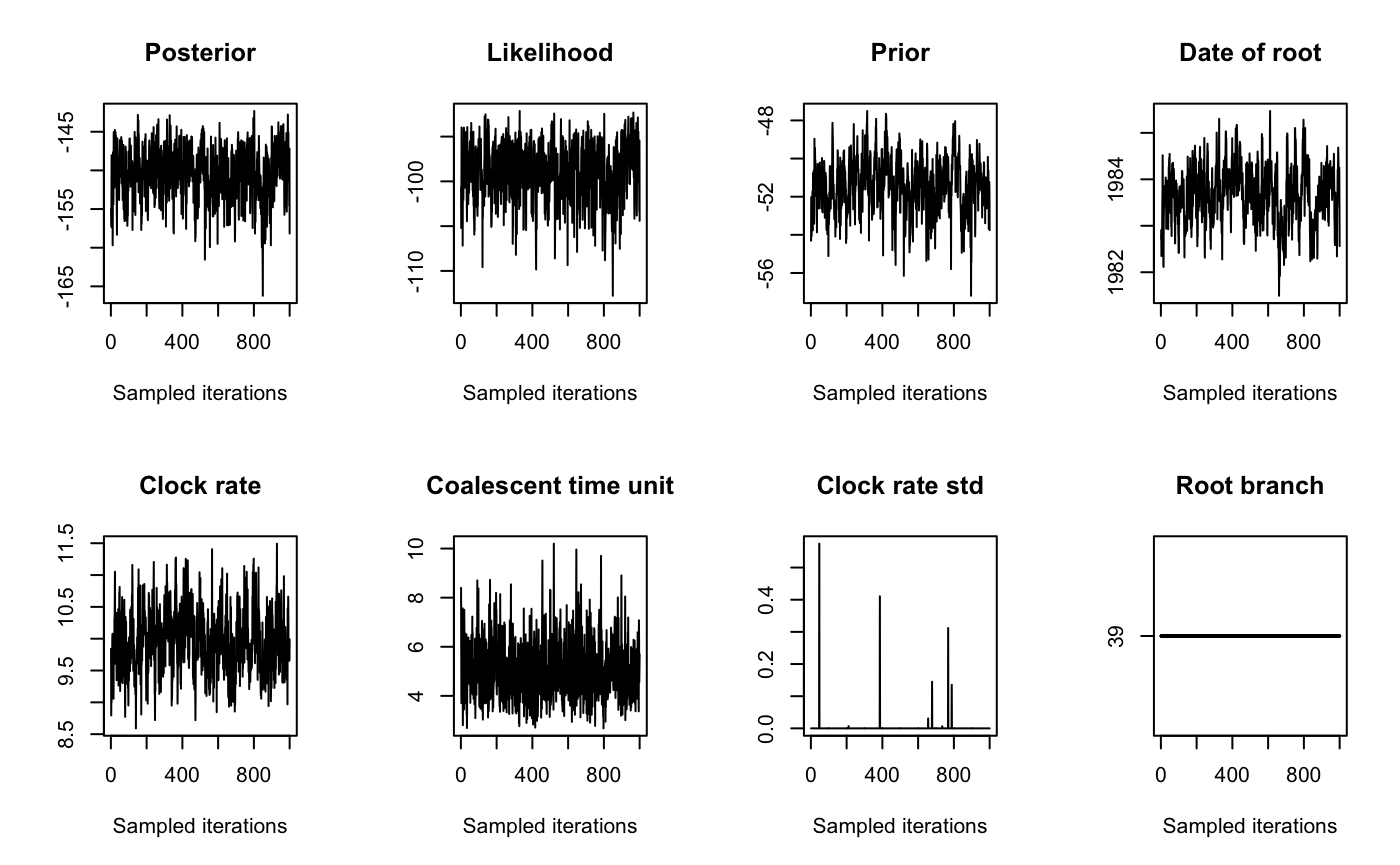 Posterior
Likelihood
Prior
Date of root
-145
-155
-165
-100
-110
-48
-52
-56
1984
1982
0 400 800
0 400 800
0 400 800
0 400 800
Sampled iterations
Sampled iterations
Sampled iterations
Sampled iterations
Clock rate
Coalescent time unit
Clock rate std
Root branch
11.5
10.5
9.5
8.5
10
8
6
4
0.4
0.2
0.0
39
0 400 800
0 400 800
0 400 800
0 400 800
Sampled iterations
Sampled iterations
Sampled iterations
Sampled iterations